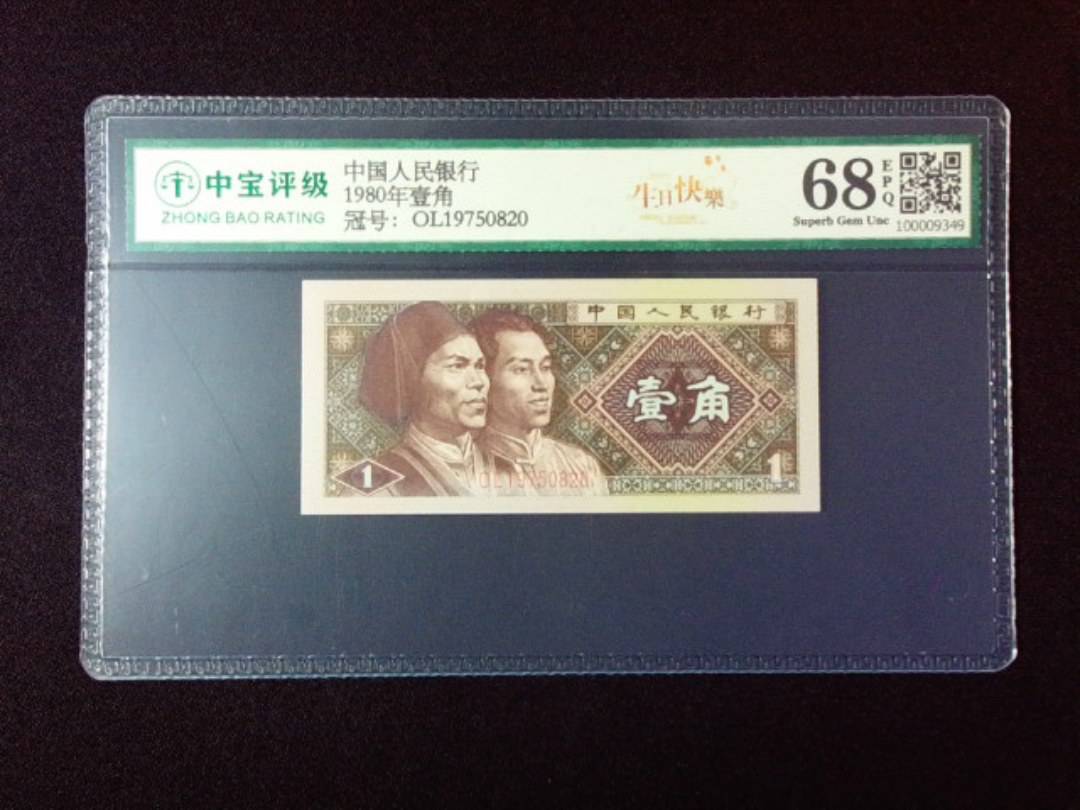 中宝评级
ZHONG BAO RATING
中国人民银行
1980年壹角
冠号：OL19750820
生日快樂
68
EPQ
Superb Gem Unc
100009349
中国人民银行
壹角
1
OL19750820
1